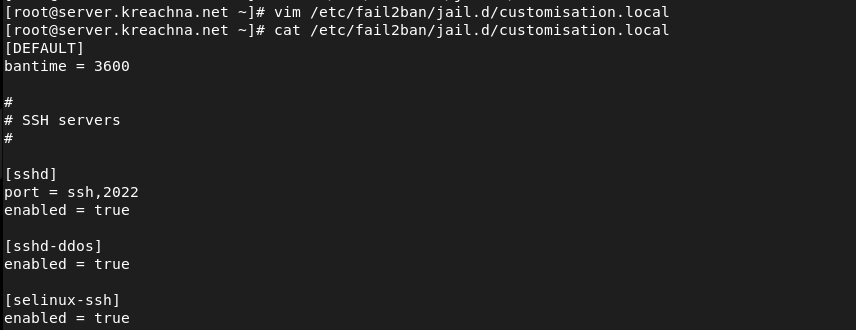 [root@server.kreachna.net ~]# vim /etc/fail2ban/jail.d/customisation.local
[root@server.kreachna.net ~]# cat /etc/fail2ban/jail.d/customisation.local
[DEFAULT]
bantime = 3600

#
# SSH servers
#

[sshd]
port = ssh,2022
enabled = true

[sshd-ddos]
enabled = true

[selinux-ssh]
enabled = true